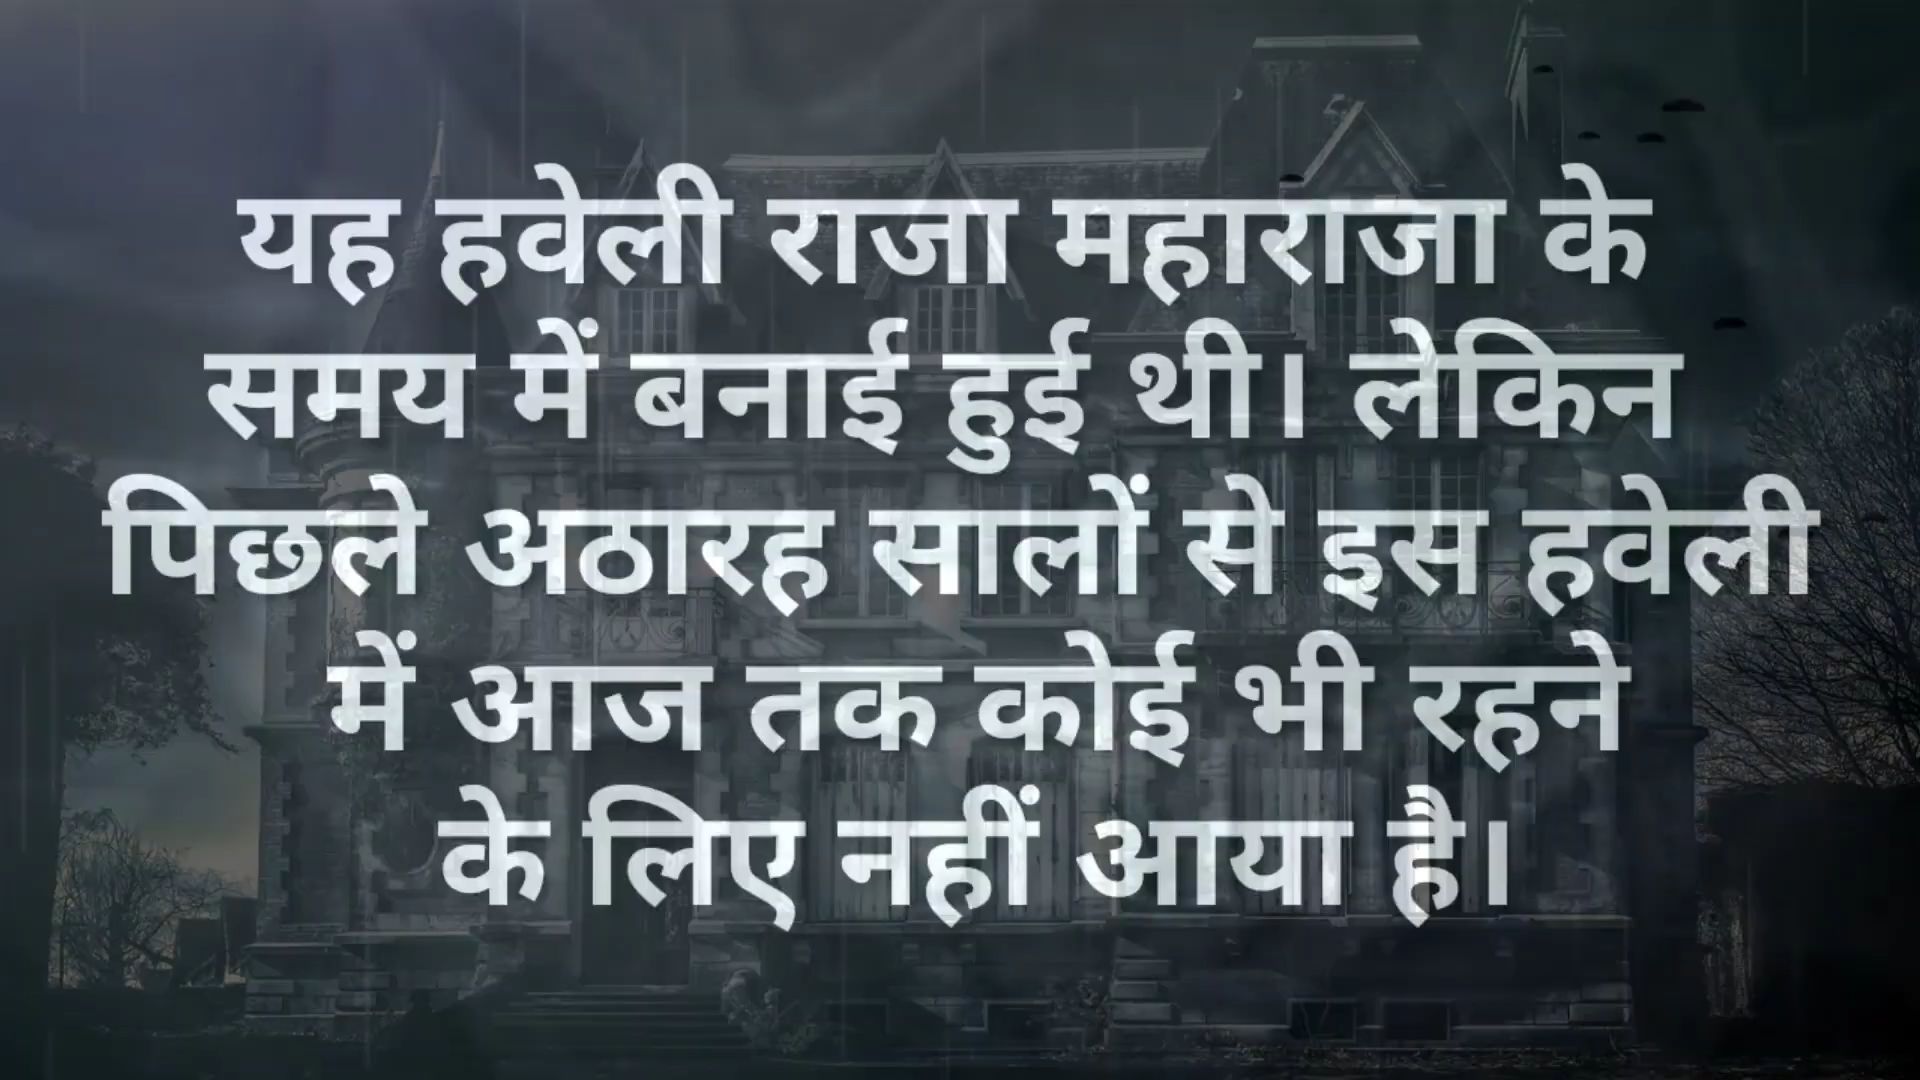 यह हवेली राजा महाराजा के
समय में बनाई हुई थी। लेकिन
पिछले अठारह सालों से इस हवेली
में आज तक कोई भी रहने
के लिए नहीं आया है।